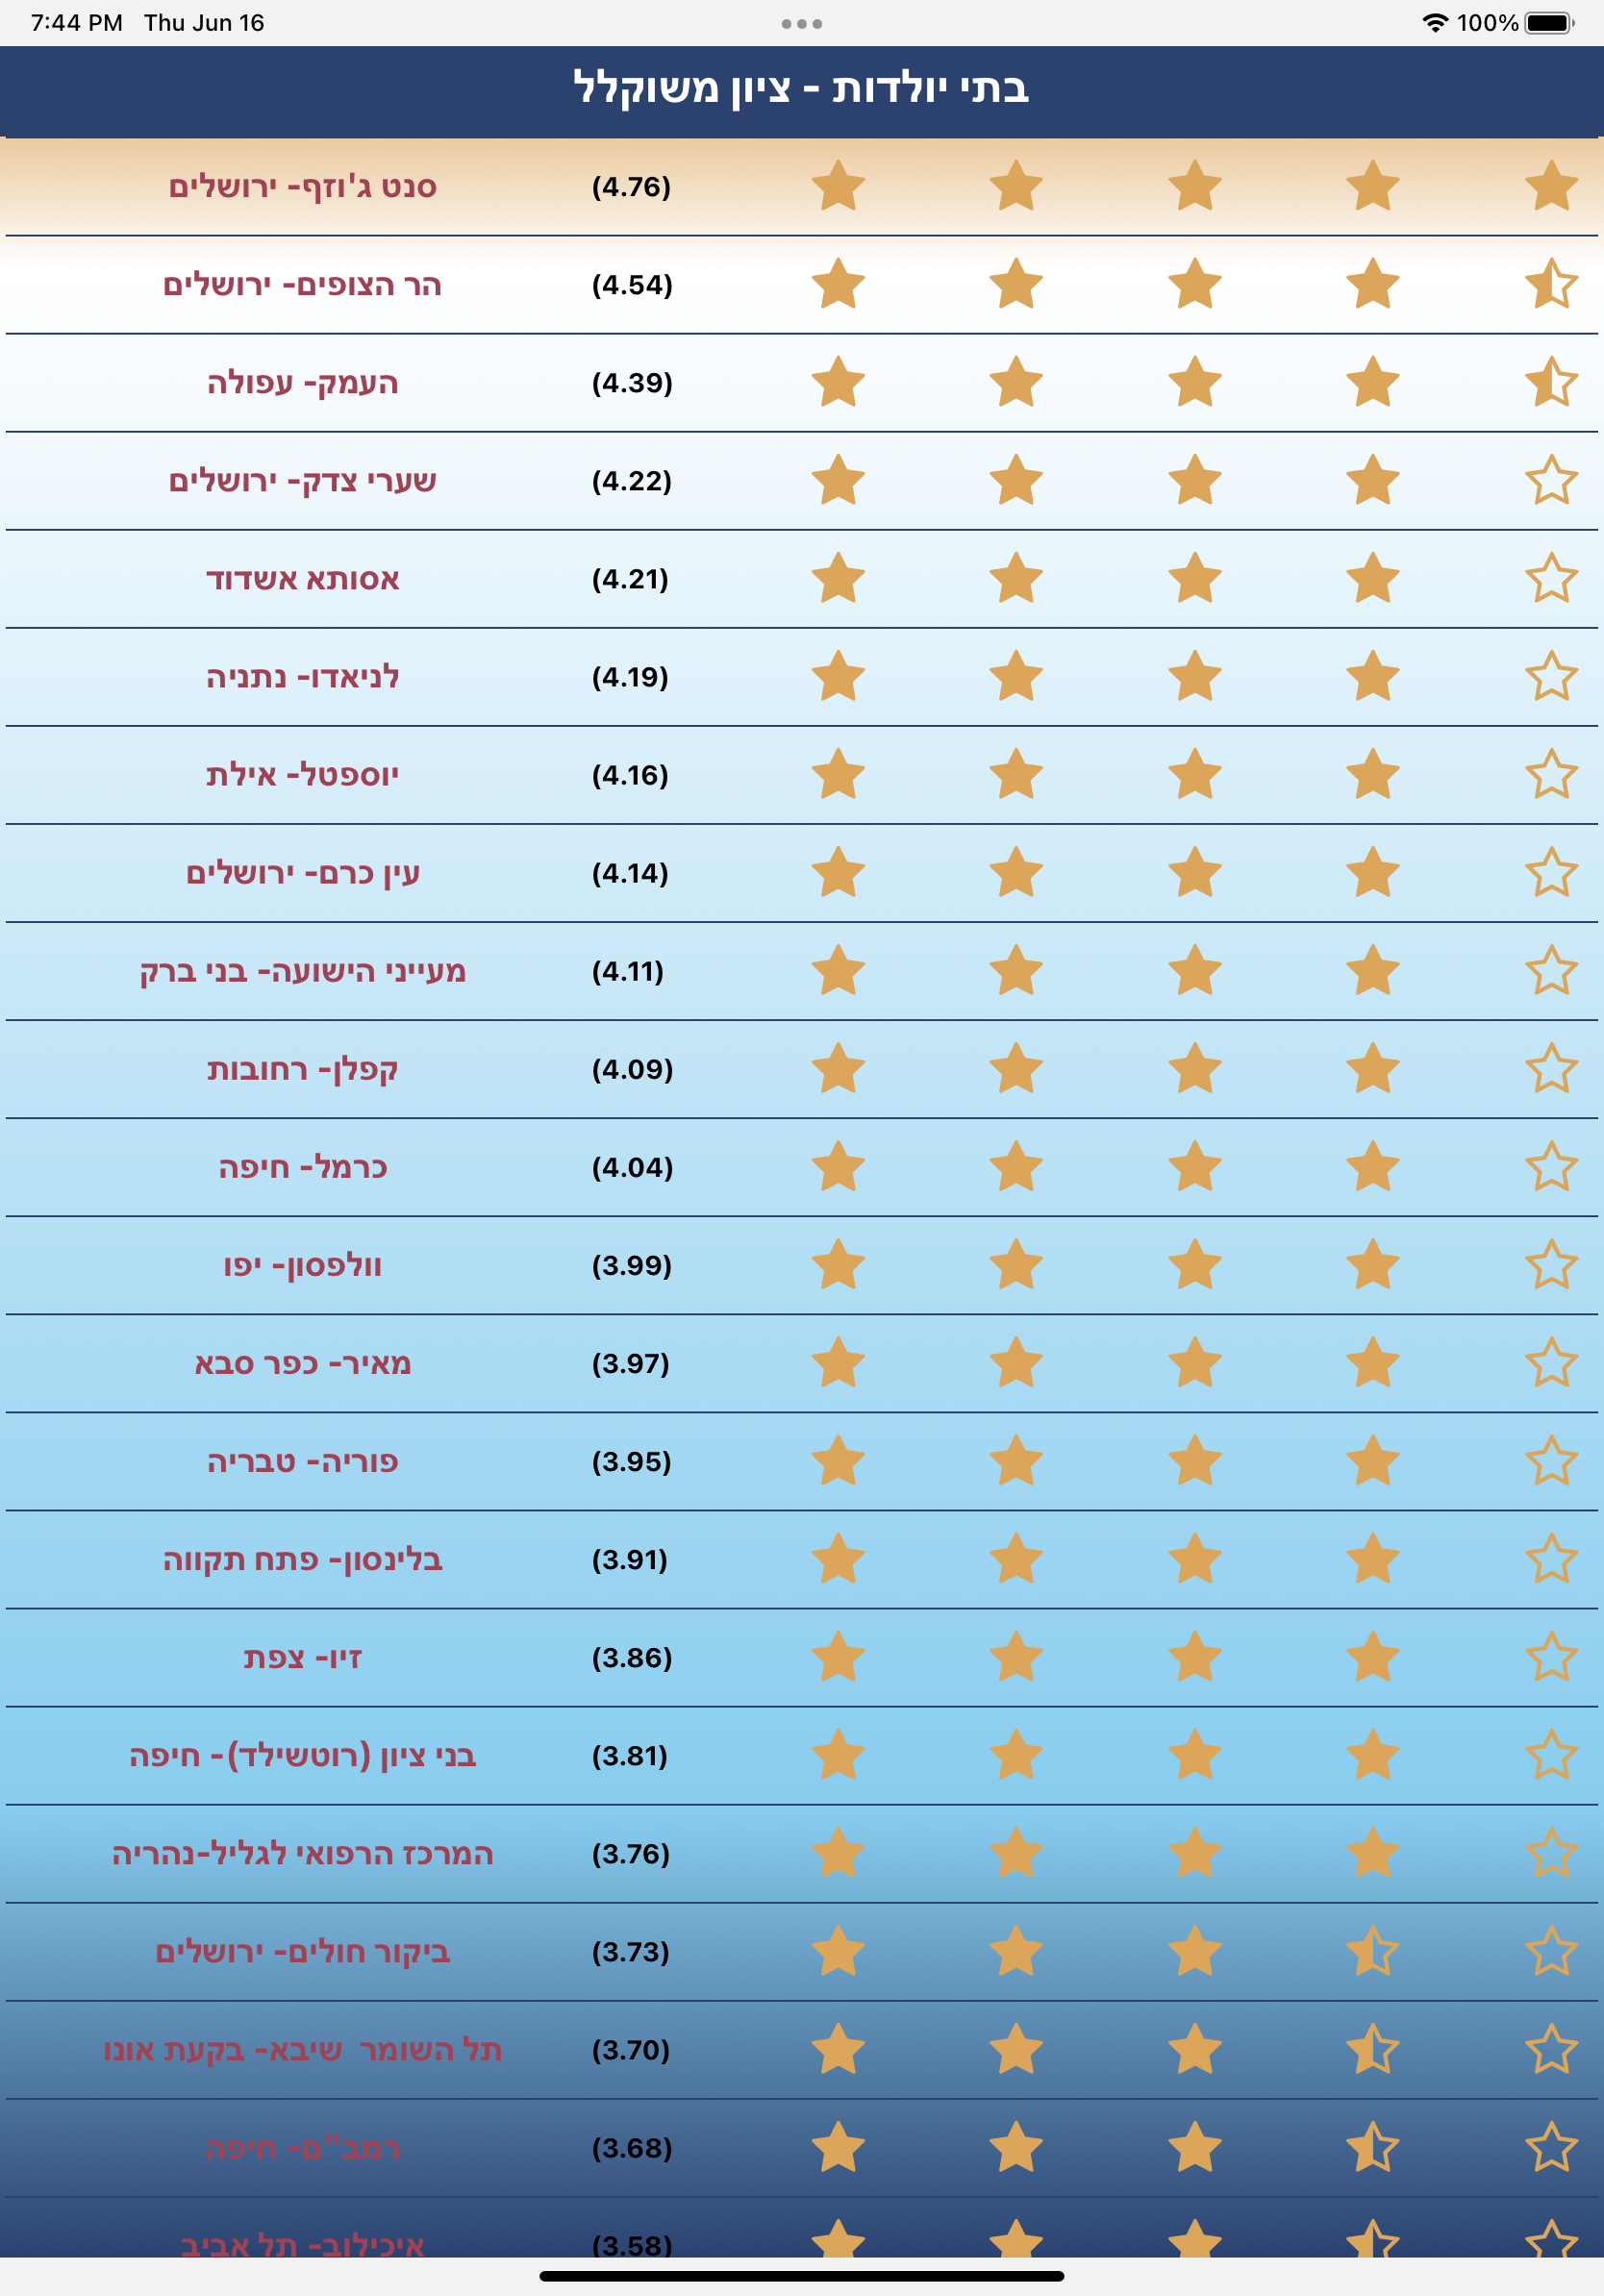 7:44 PM Thu Jun 16 100%
בתי יולדות - ציון משוקלל
סנט ג'וזף- ירושלים (4.76)
הר הצופים- ירושלים (4.54)
העמק- עפולה (4.39)
שערי צדק- ירושלים (4.22)
אסותא אשדוד (4.21)
לניאדו- נתניה (4.19)
יוספטל- אילת (4.16)
עין כרם- ירושלים (4.14)
מעייני הישועה- בני ברק (4.11)
קפלן- רחובות (4.09)
כרמל- חיפה (4.04)
וולפסון- יפו (3.99)
מאיר- כפר סבא (3.97)
פוריה- טבריה (3.95)
בלינסון- פתח תקווה (3.91)
זיו- צפת (3.86)
בני ציון (רוטשילד)- חיפה (3.81)
המרכז הרפואי לגליל-נהריה (3.76)
ביקור חולים- ירושלים (3.73)
תל השומר  שיבא- בקעת אונו (3.70)
רמב"ם- חיפה (3.68)
איכילוב- תל אביב (3.58)